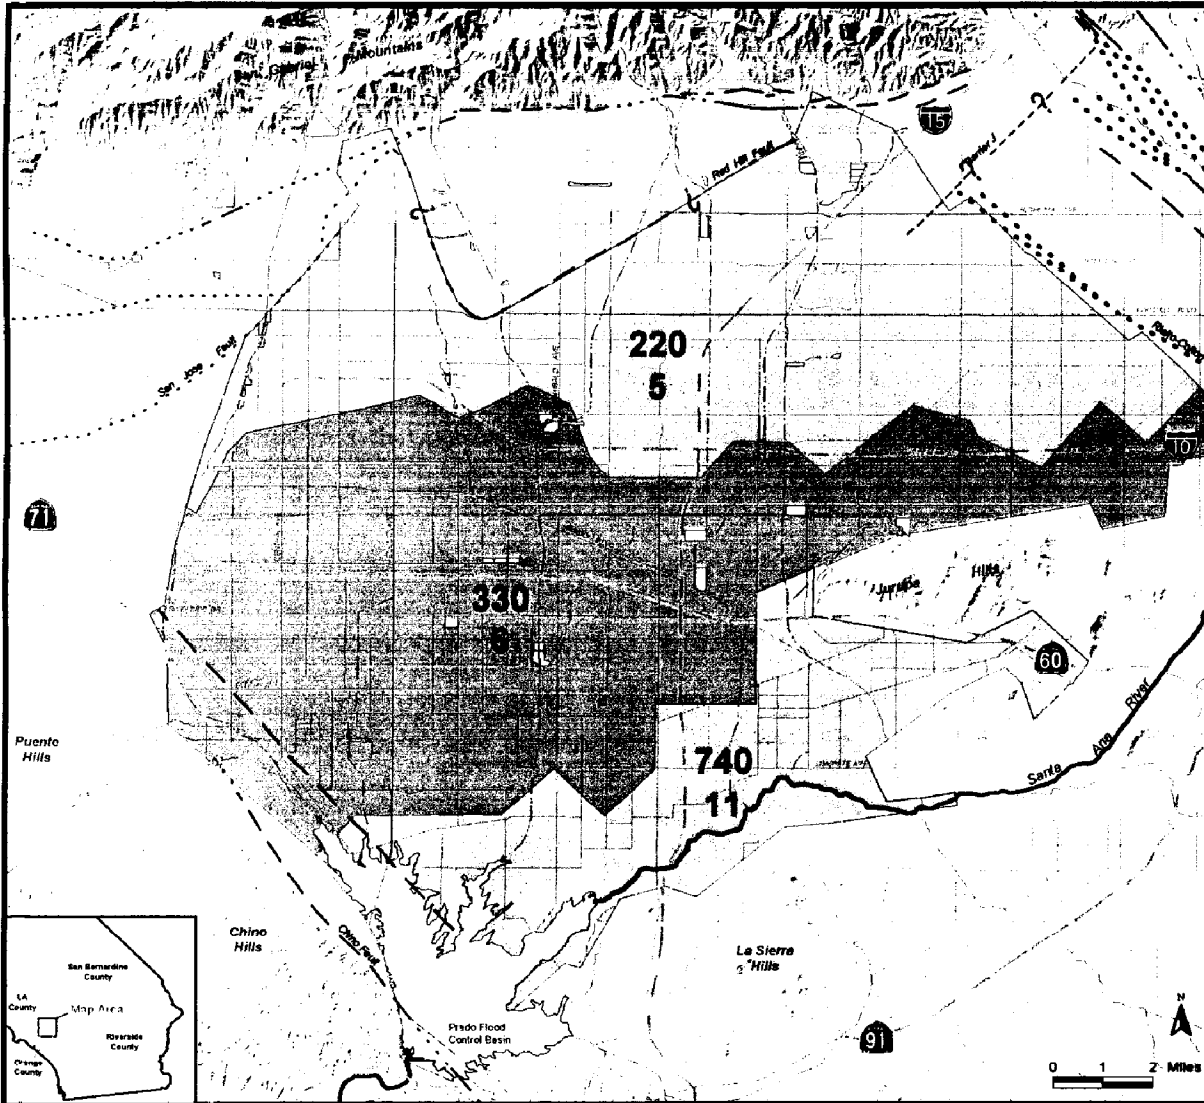 San Gabriel Mountains
15
Red Hill Fault
?
?
?
San Jose Fault
220
5
10
71
330
Jurupa Hills
60
Puente
Hills
740
11
Santa Ana River
Chino
Hills
Chino Fault
La Sierra
Hills
Prado Flood
Control Basin
91
San Bernardino
County
LA
County
Map Area
Riverside
County
Orange
County
N
0 1 2 Miles